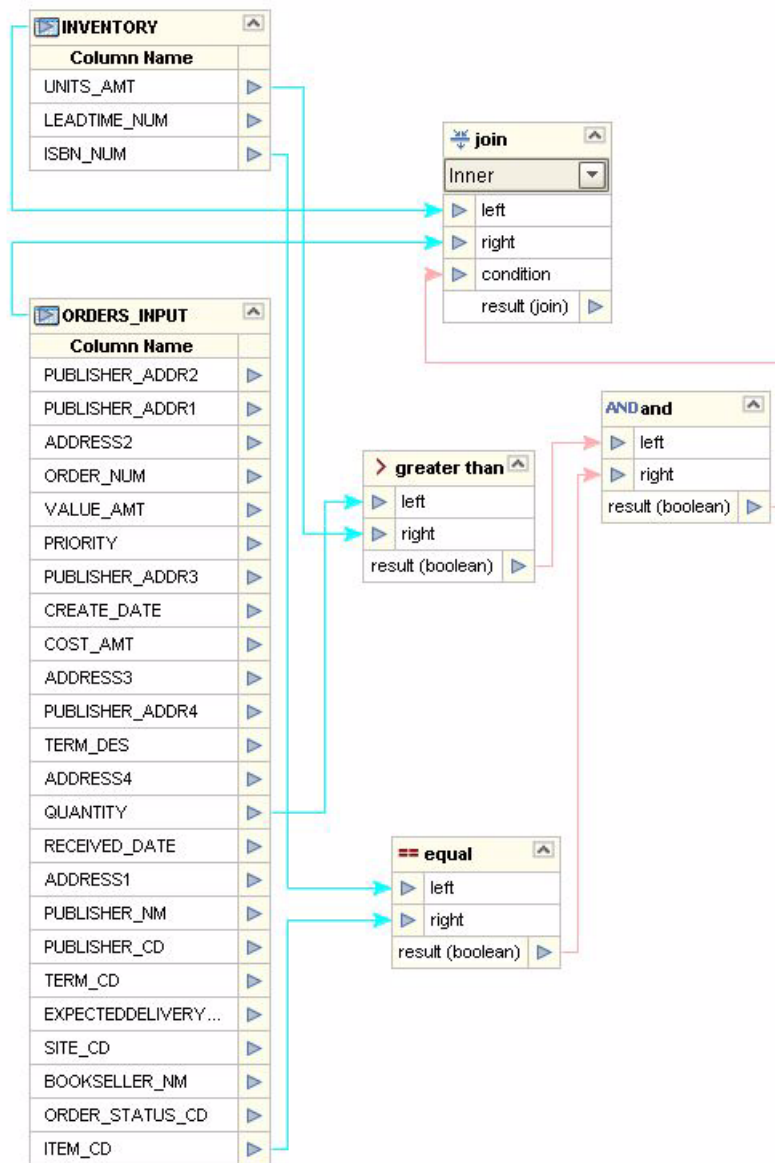 INVENTORY
Column Name
UNITS_AMT
LEADTIME_NUM
ISBN_NUM
join
Inner
left
right
condition
result (join)
ORDERS_INPUT
Column Name
PUBLISHER_ADDR2
PUBLISHER_ADDR1
ADDRESS2
ORDER_NUM
VALUE_AMT
PRIORITY
PUBLISHER_ADDR3
CREATE_DATE
COST_AMT
ADDRESS3
PUBLISHER_ADDR4
TERM_DES
ADDRESS4
QUANTITY
RECEIVED_DATE
ADDRESS1
PUBLISHER_NM
PUBLISHER_CD
TERM_CD
EXPECTEDDELIVERY...
SITE_CD
BOOKSELLER_NM
ORDER_STATUS_CD
ITEM_CD
> greater than
left
right
result (boolean)
AND and
left
right
result (boolean)
== equal
left
right
result (boolean)